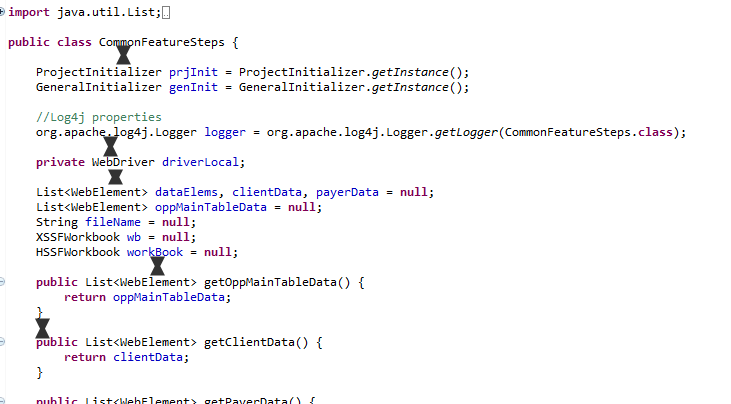 import java.util.List;
public class CommonFeatureSteps {
ProjectInitializer prjInit = ProjectInitializer.getInstance();
GeneralInitializer genInit = GeneralInitializer.getInstance();
//Log4j properties
org.apache.log4j.Logger logger = org.apache.log4j.Logger.getLogger(CommonFeatureSteps.class);
private WebDriver driverLocal;
List<WebElement> dataElems, clientData, payerData = null;
List<WebElement> oppMainTableData = null;
String fileName = null;
XSSFWorkbook wb = null;
HSSFWorkbook workBook = null;
public List<WebElement> getOppMainTableData() {
return oppMainTableData;
}
public List<WebElement> getClientData() {
return clientData;
}
public List<WebElement> getPayerData() {